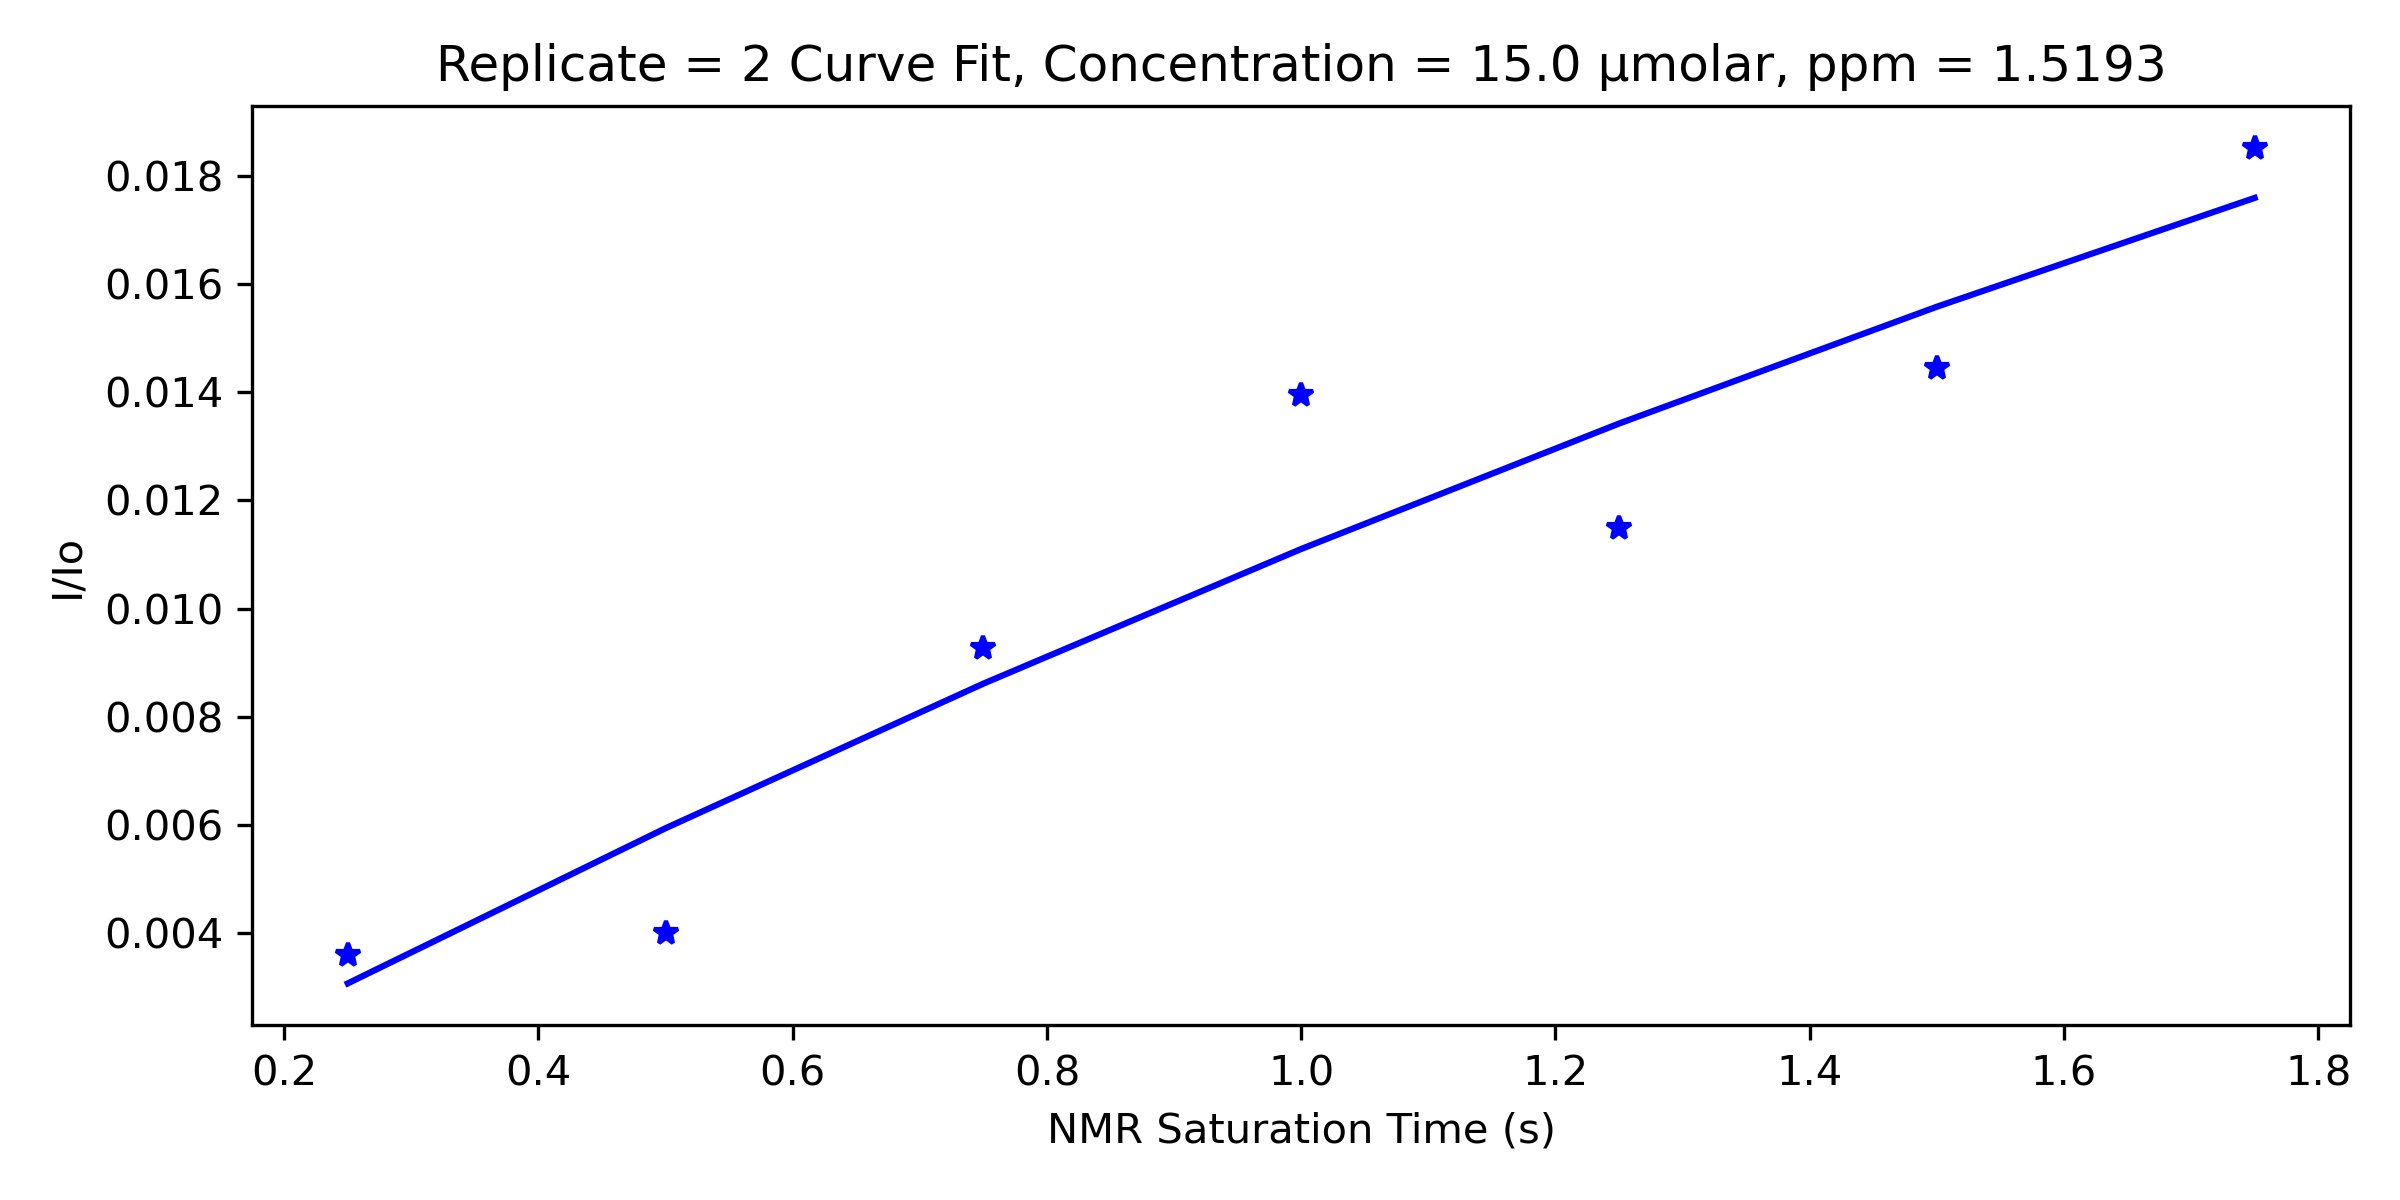 Replicate = 2 Curve Fit, Concentration = 15.0 µmolar, ppm = 1.5193
0.018
0.016
0.014
0.012
0.010
0.008
0.006
0.004
I/Io
0.2 0.4 0.6 0.8 1.0 1.2 1.4 1.6 1.8
NMR Saturation Time (s)